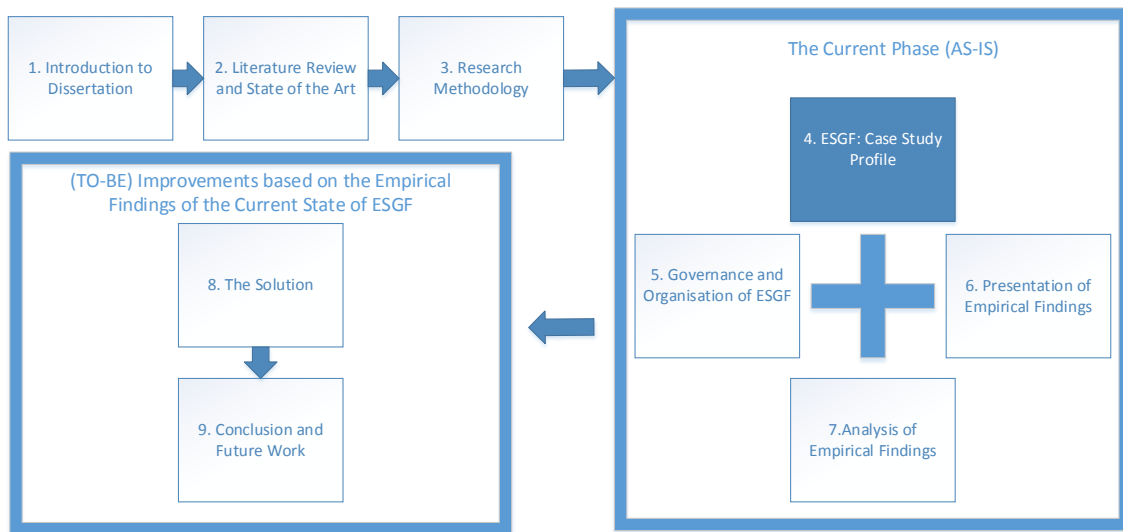 1. Introduction to
Dissertation
2. Literature Review
and State of the Art
3. Research
Methodology
The Current Phase (AS-IS)
4. ESGF: Case Study
Profile
5. Governance and
Organisation of ESGF
6. Presentation of
Empirical Findings
7.Analysis of
Empirical Findings
(TO-BE) Improvements based on the Empirical
Findings of the Current State of ESGF
8. The Solution
9. Conclusion and
Future Work